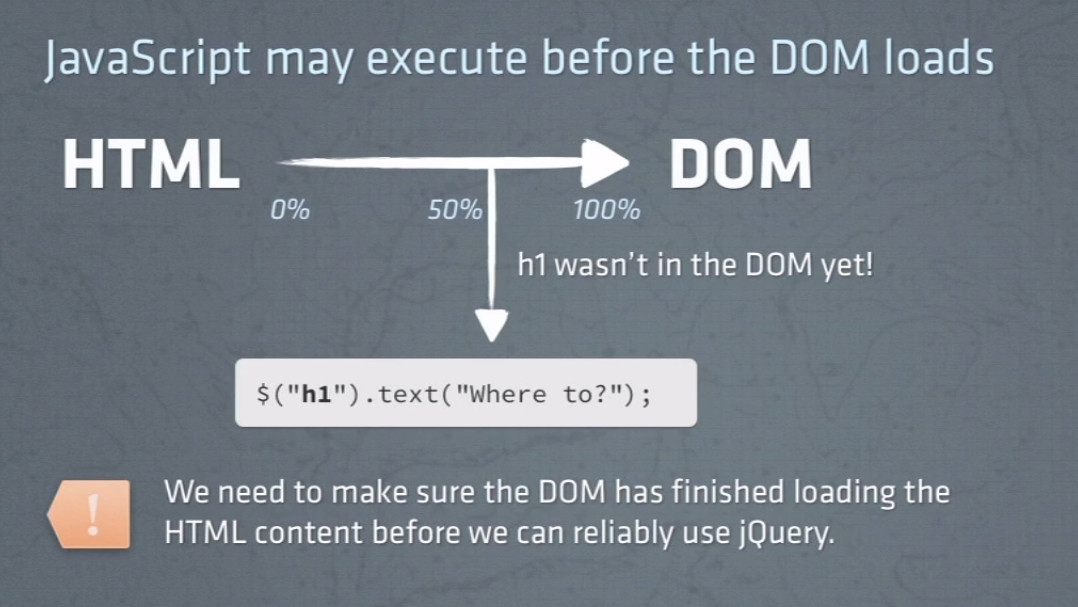 JavaScript may execute before the DOM loads
HTML
DOM
0%
50%
100%
h1 wasn't in the DOM yet!
$("h1").text("Where to?");
!
We need to make sure the DOM has finished loading the
HTML content before we can reliably use jQuery.